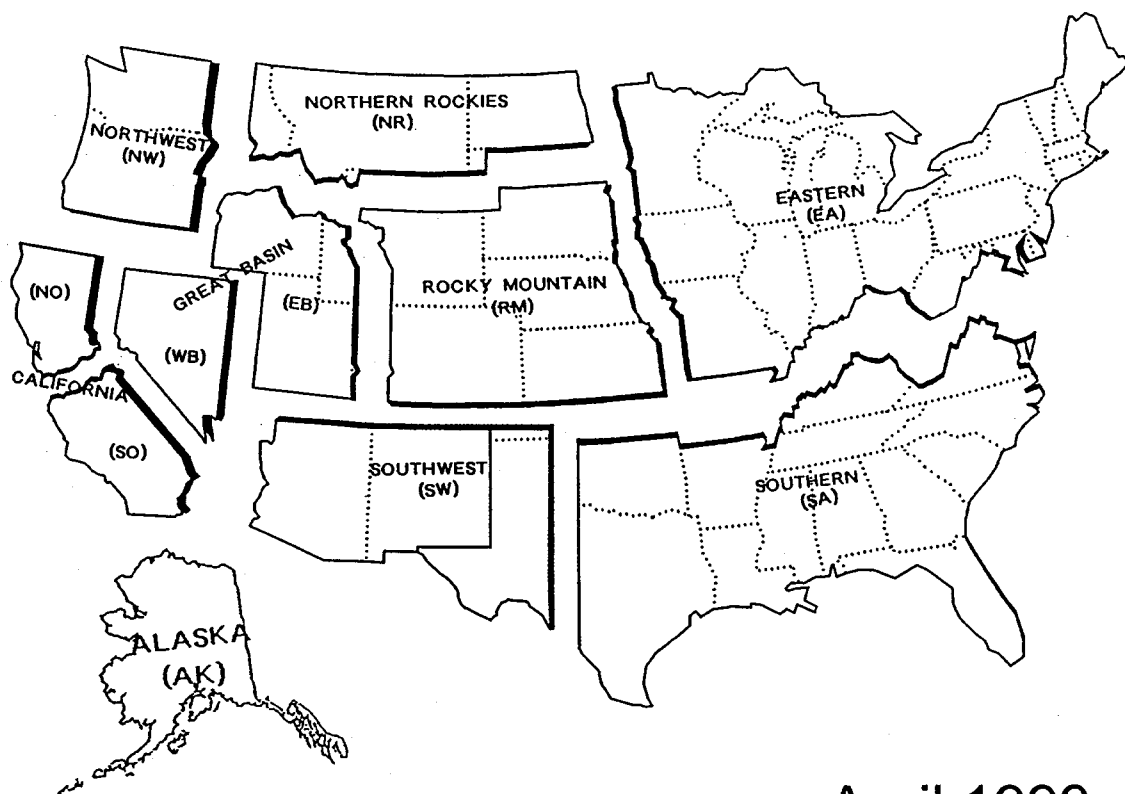 NORTHERN ROCKIES
(NR)
NORTHWEST
(NW)
EASTERN
(EA)
GREAT BASIN
(NO)
(EB)
ROCKY MOUNTAIN
(RM)
(WB)
CALIFORNIA
(SO)
SOUTHWEST
(SW)
SOUTHERN
(SA)
ALASKA
(AK)